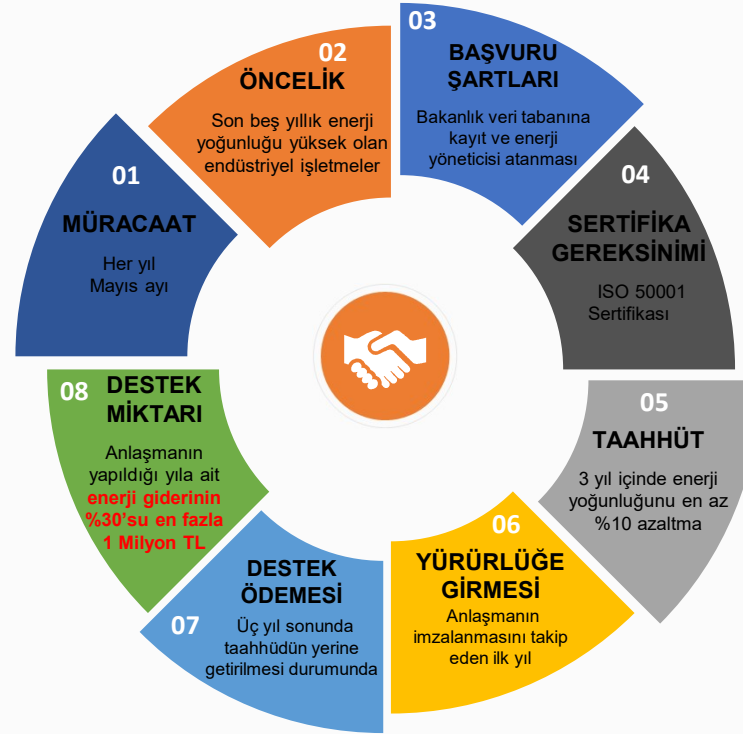 01
MÜRACAAT
Her yıl
Mayıs ayı
02
ÖNCELİK
Son beş yıllık enerji
yoğunluğu yüksek olan
endüstriyel işletmeler
03
BAŞVURU
ŞARTLARI
Bakanlık veri tabanına
kayıt ve enerji
yöneticisi atanması
04
SERTİFİKA
GEREKSİNİMİ
ISO 50001
Sertifikası
05
TAAHHÜT
3 yıl içinde enerji
yoğunluğunu en az
%10 azaltma
06
YÜRÜRLÜĞE
GİRMESİ
Anlaşmanın
imzalanmasını takip
eden ilk yıl
07
DESTEK
ÖDEMESİ
Üç yıl sonunda
taahhüdün yerine
getirilmesi durumunda
08
DESTEK
MİKTARI
Anlaşmanın
yapıldığı yıla ait
enerji giderinin
%30’su en fazla
1 Milyon TL